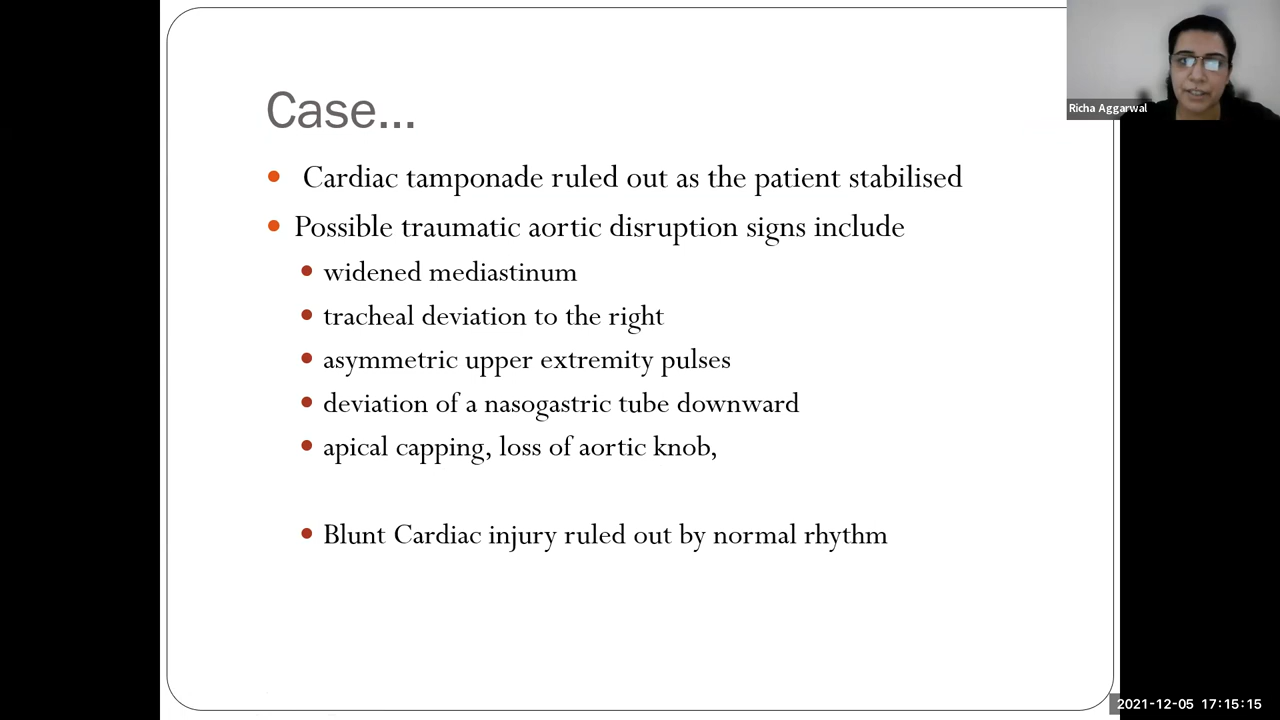 Case...
Cardiac tamponade ruled out as the patient stabilised
Possible traumatic aortic disruption signs include
widened mediastinum
tracheal deviation to the right
asymmetric upper extremity pulses
deviation of a nasogastric tube downward
apical capping, loss of aortic knob,
Blunt Cardiac injury ruled out by normal rhythm
Richa Aggarwal
2021-12-05 17:15:15